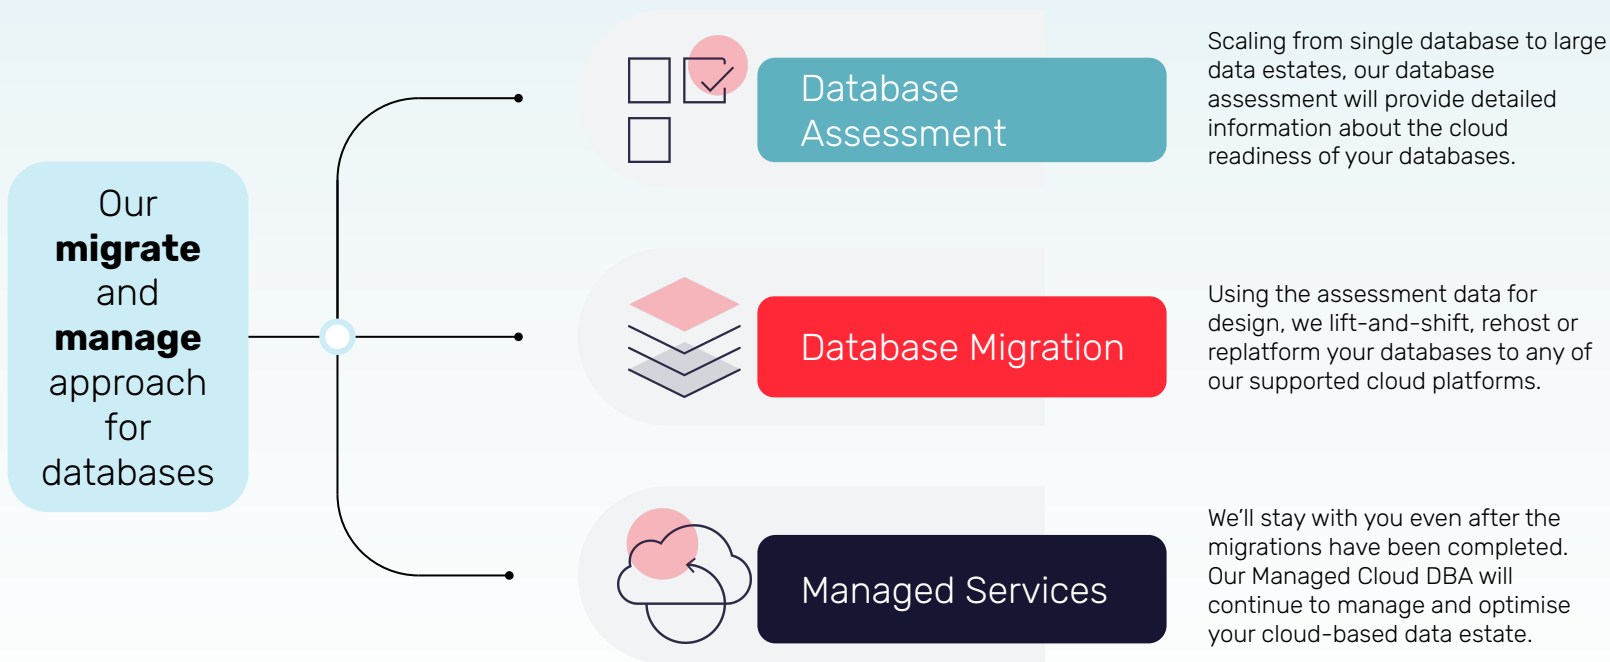 Our
migrate
and
manage
approach
for
databases
Database
Assessment
Scaling from single database to large
data estates, our database
assessment will provide detailed
information about the cloud
readiness of your databases.
Database Migration
Using the assessment data for
design, we lift-and-shift, rehost or
replatform your databases to any of
our supported cloud platforms.
Managed Services
We’ll stay with you even after the
migrations have been completed.
Our Managed Cloud DBA will
continue to manage and optimise
your cloud-based data estate.